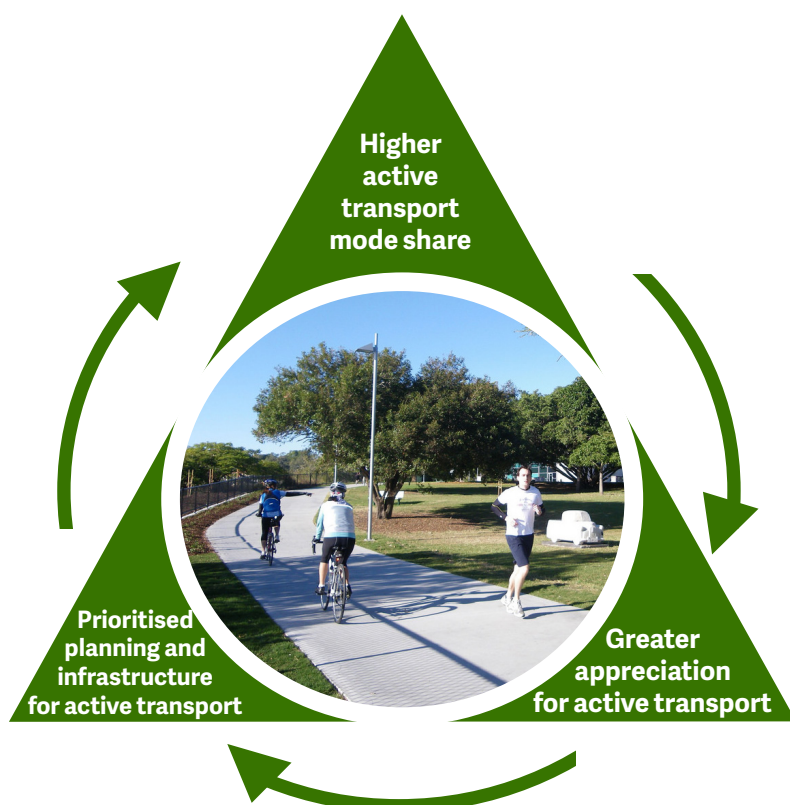 Higher
active
transport
mode share
Prioritised
planning and
infrastructure
for active transport
Greater
appreciation
for active transport